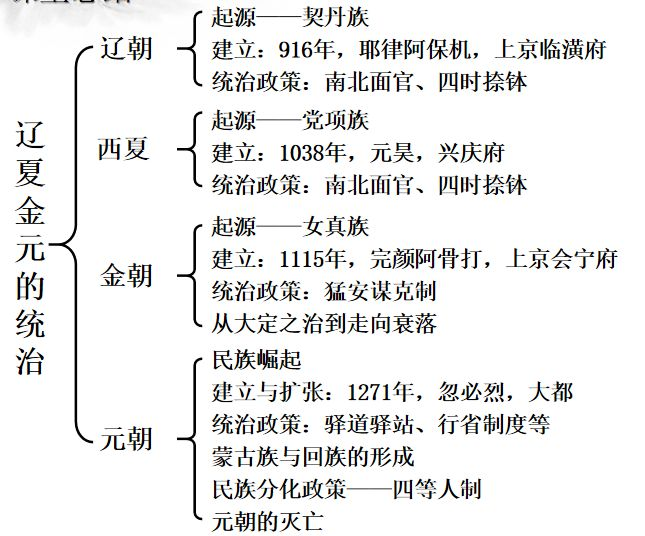 辽夏金元的统治
辽朝
起源——契丹族
建立：916年，耶律阿保机，上京临潢府
统治政策：南北面官、四时捺钵
西夏
起源——党项族
建立：1038年，元昊，兴庆府
统治政策：南北面官、四时捺钵
金朝
起源——女真族
建立：1115年，完颜阿骨打，上京会宁府
统治政策：猛安谋克制
从大定之治到走向衰落
元朝
民族崛起
建立与扩张：1271年，忽必烈，大都
统治政策：驿道驿站、行省制度等
蒙古族与回族的形成
民族分化政策——四等人制
元朝的灭亡